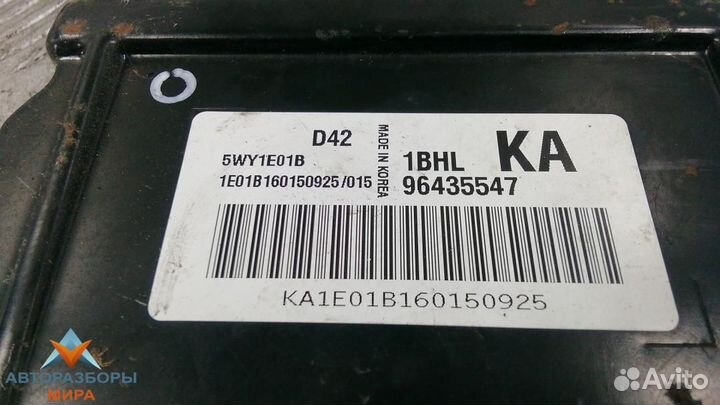 D42
MADE IN KOREA
5WY1E01B
1BHL KA
1E01B160150925/015
96435547
KA1E01B160150925
АВТОРАЗБОРЫ
МИРА
Avito